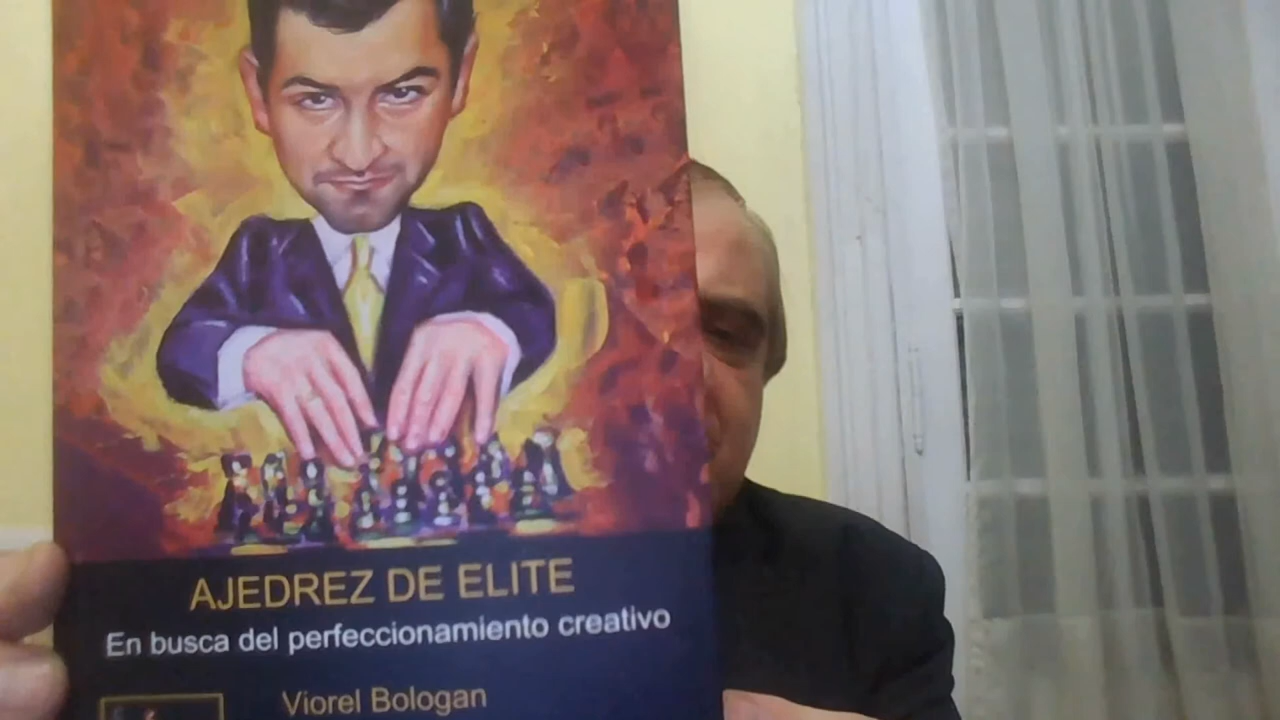 AJEDREZ DE ELITE
En busca del perfeccionamiento creativo
Viorel Bologan